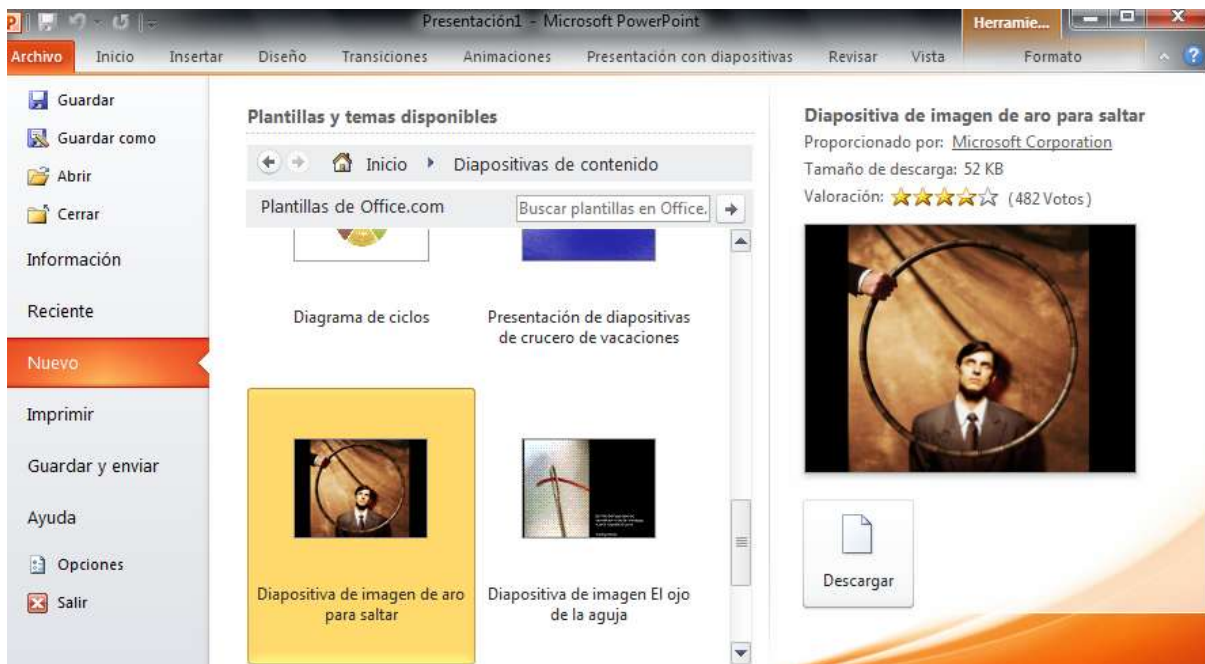 Presentación1 - Microsoft PowerPoint
Herramie...
Archivo Inicio Insertar Diseño Transiciones Animaciones Presentación con diapositivas Revisar Vista Formato
Guardar
Guardar como
Abrir
Cerrar
Información
Reciente
Nuevo
Imprimir
Guardar y enviar
Ayuda
Opciones
Salir
Plantillas y temas disponibles
Inicio Diapositivas de contenido
Plantillas de Office.com Buscar plantillas en Office.
Diagrama de ciclos
Presentación de diapositivas
de crucero de vacaciones
Diapositiva de imagen de aro
para saltar
Diapositiva de imagen El ojo
de la aguja
Diapositiva de imagen de aro para saltar
Proporcionado por: Microsoft Corporation
Tamaño de descarga: 52 KB
Valoración: (482 Votos)
Descargar